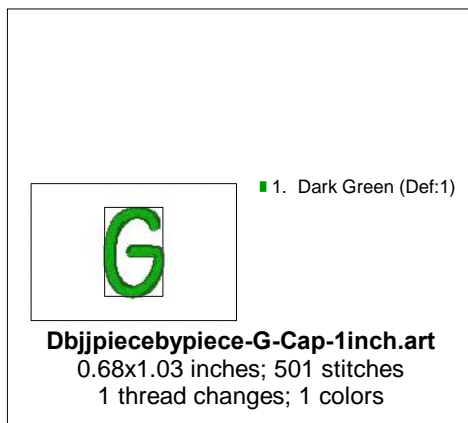 1. Dark Green (Def:1)
G
Dbjjpiecebypiece-G-Cap-1inch.art
0.68x1.03 inches; 501 stitches
1 thread changes; 1 colors